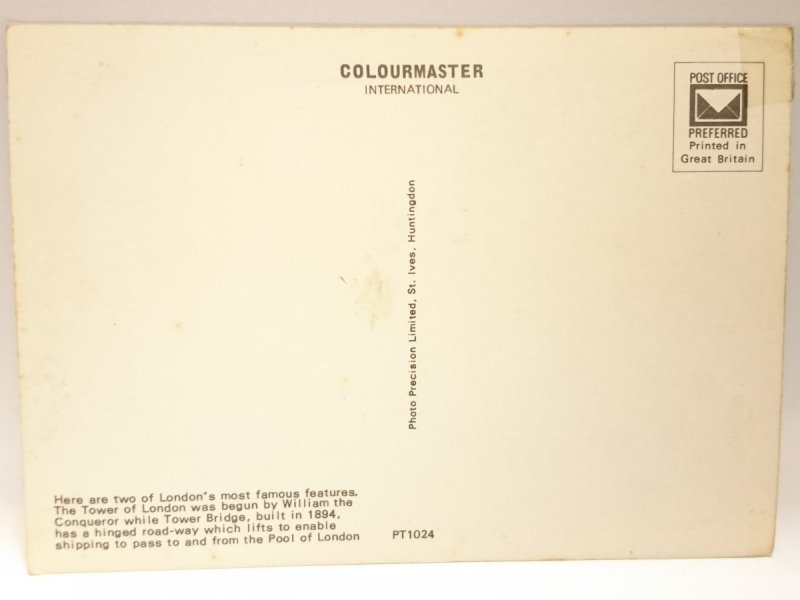 COLOURMASTER
INTERNATIONAL
POST OFFICE
PREFERRED
Printed in
Great Britain
Photo Precision Limited, St. Ives, Huntingdon
Here are two of London's most famous features.
The Tower of London was begun by William the
Conqueror while Tower Bridge, built in 1894,
has a hinged road-way which lifts to enable
shipping to pass to and from the Pool of London
PT1024